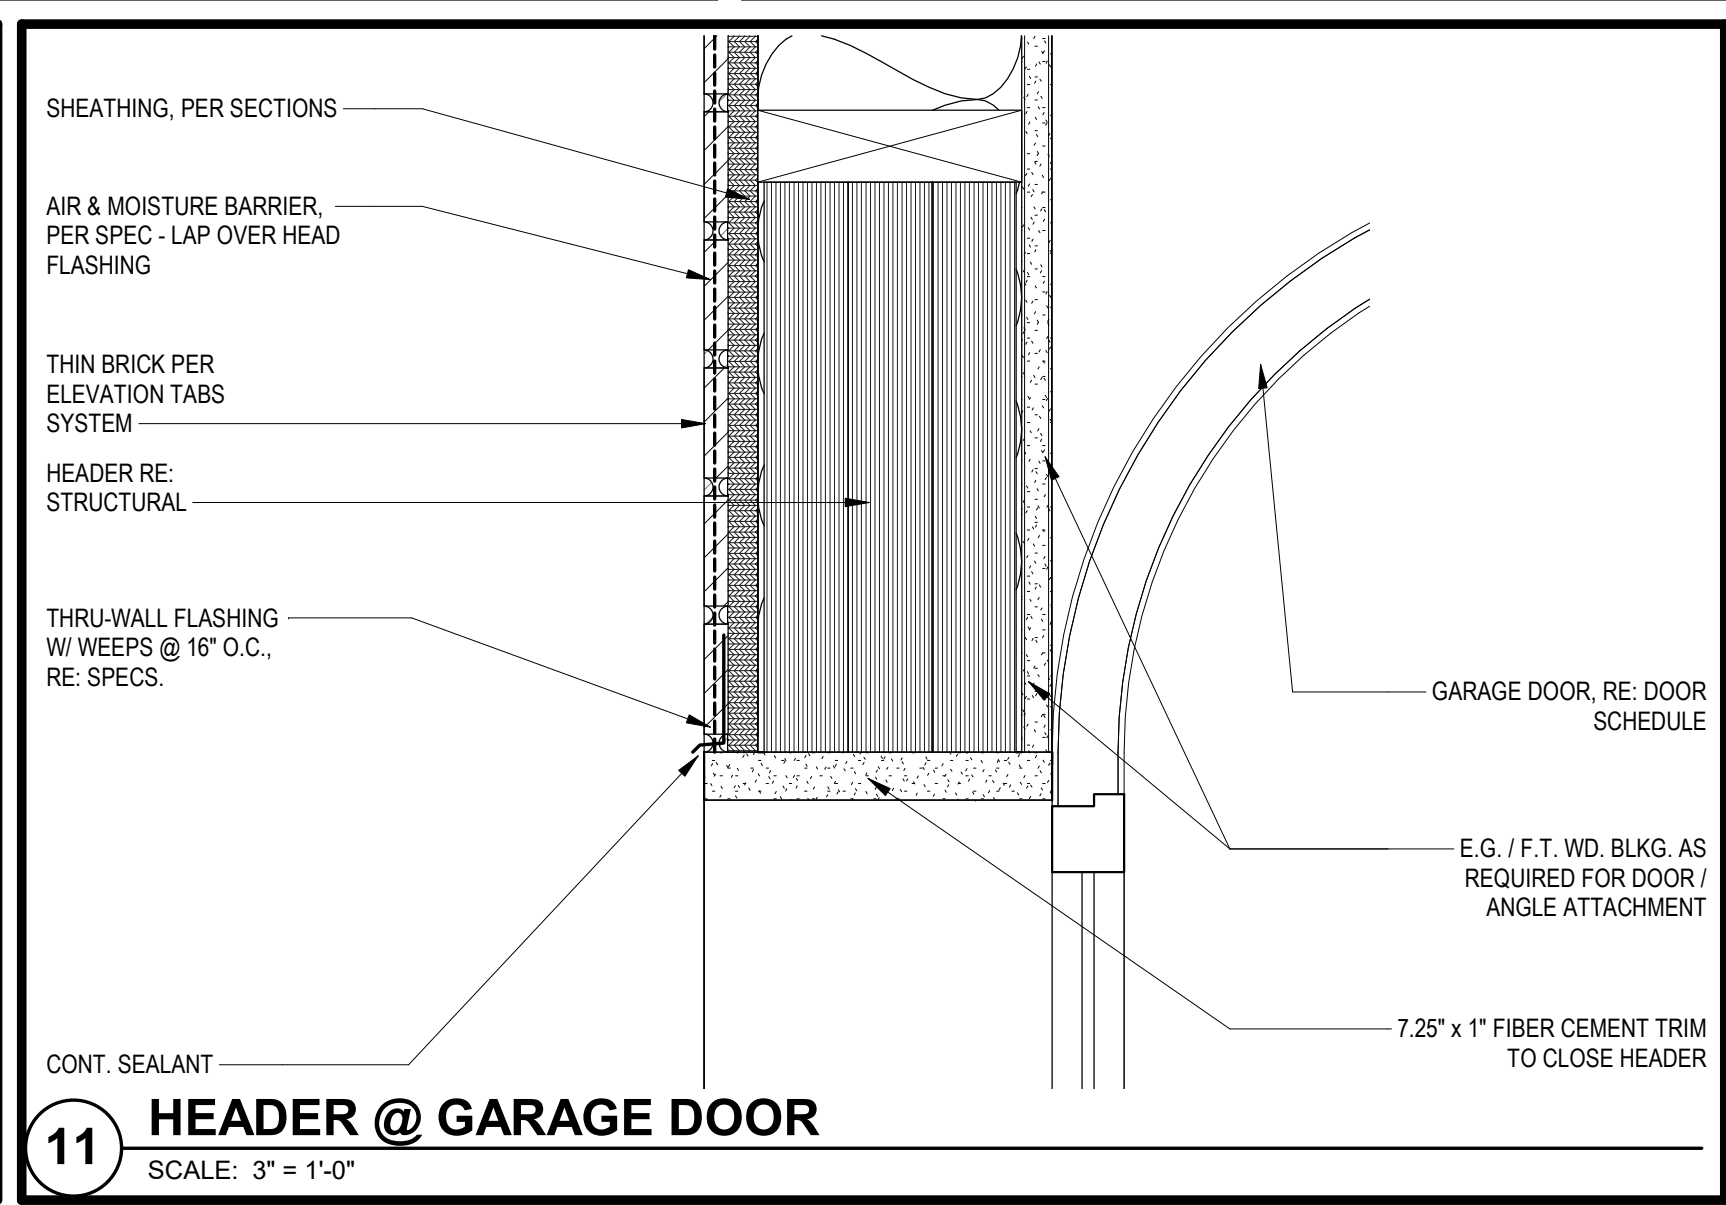 SHEATHING, PER SECTIONS
AIR & MOISTURE BARRIER,
PER SPEC - LAP OVER HEAD
FLASHING
THIN BRICK PER
ELEVATION TABS
SYSTEM
HEADER RE:
STRUCTURAL
THRU-WALL FLASHING
W/ WEEPS @ 16" O.C.,
RE: SPECS.
CONT. SEALANT
GARAGE DOOR, RE: DOOR
SCHEDULE
E.G. / F.T. WD. BLKG. AS
REQUIRED FOR DOOR /
ANGLE ATTACHMENT
7.25" x 1" FIBER CEMENT TRIM
TO CLOSE HEADER
11
HEADER @ GARAGE DOOR
SCALE: 3" = 1'-0"